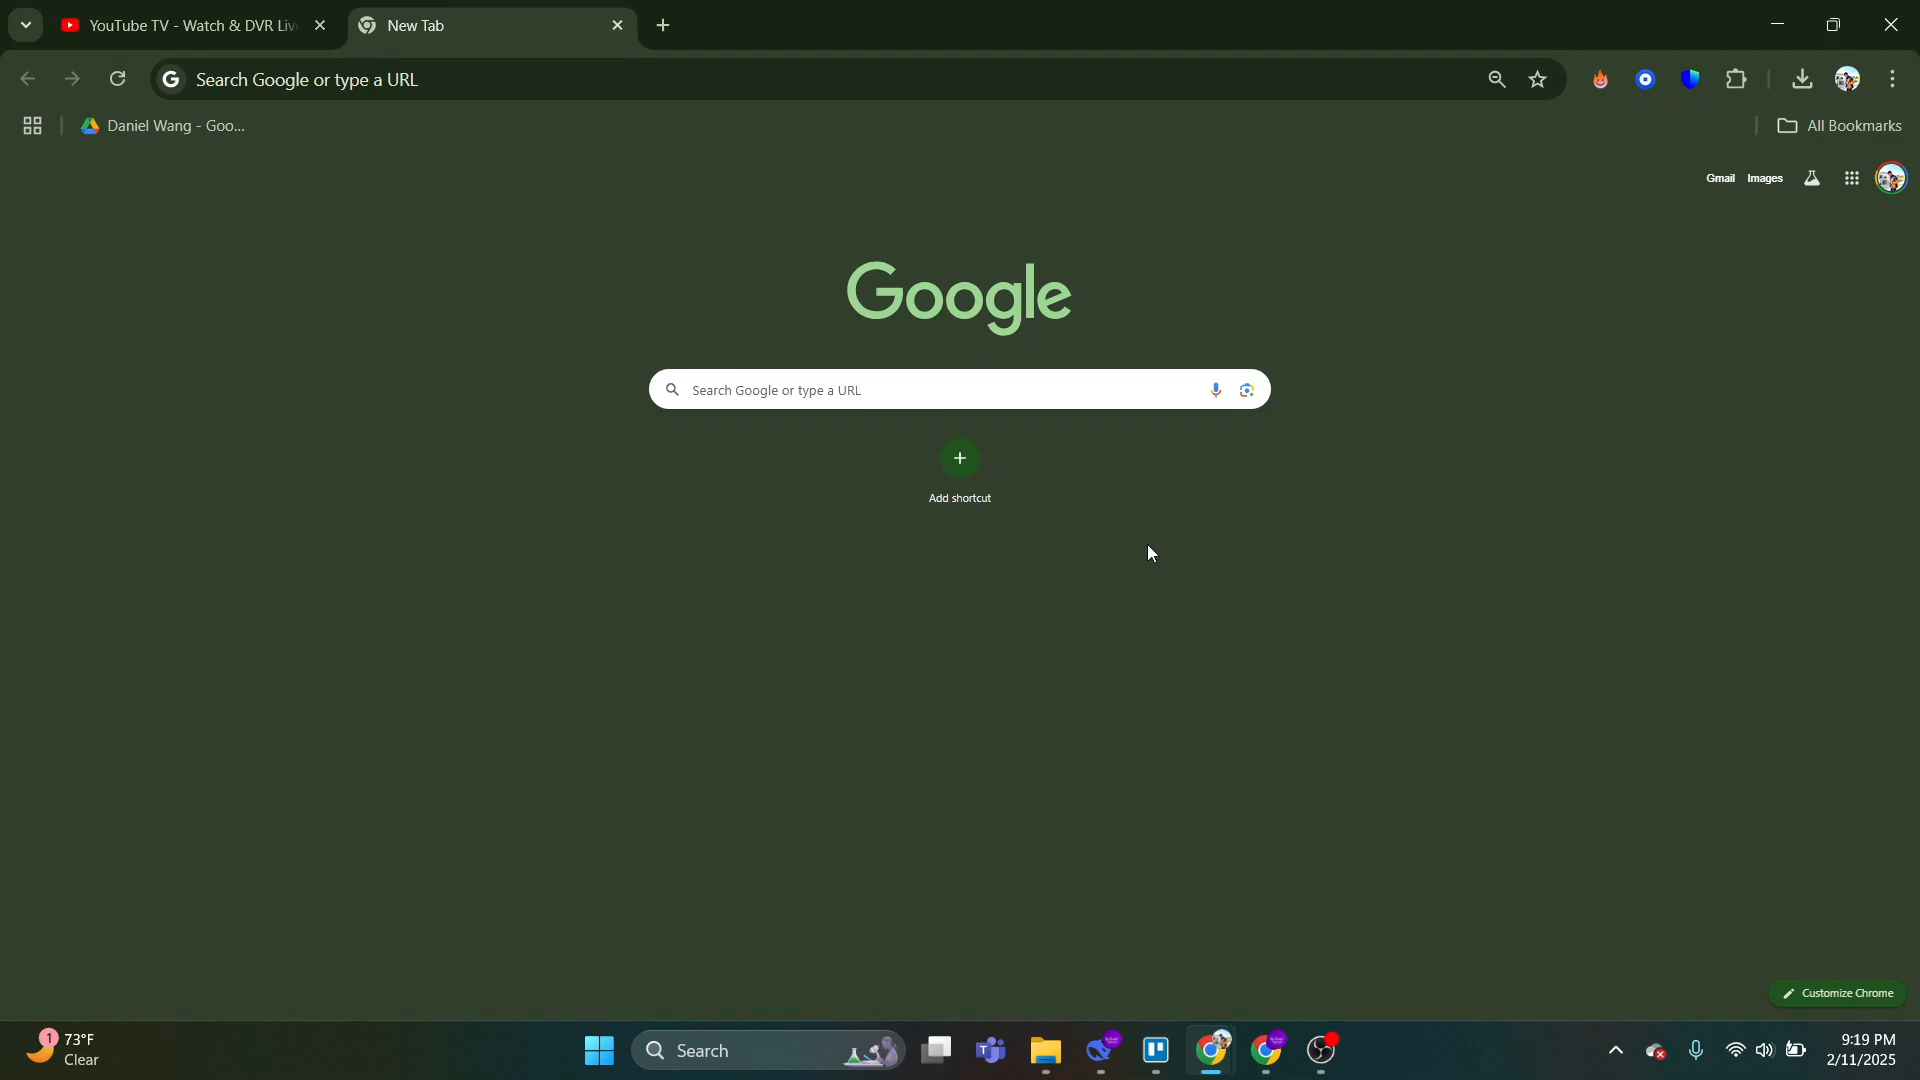 YouTube TV - Watch & DVR Liv
New Tab
Search Google or type a URL
Daniel Wang - Goo...
All Bookmarks
Gmail Images
Google
Search Google or type a URL
Add shortcut
Customize Chrome
1
73°F
Clear
Search
9:19 PM
2/11/2025